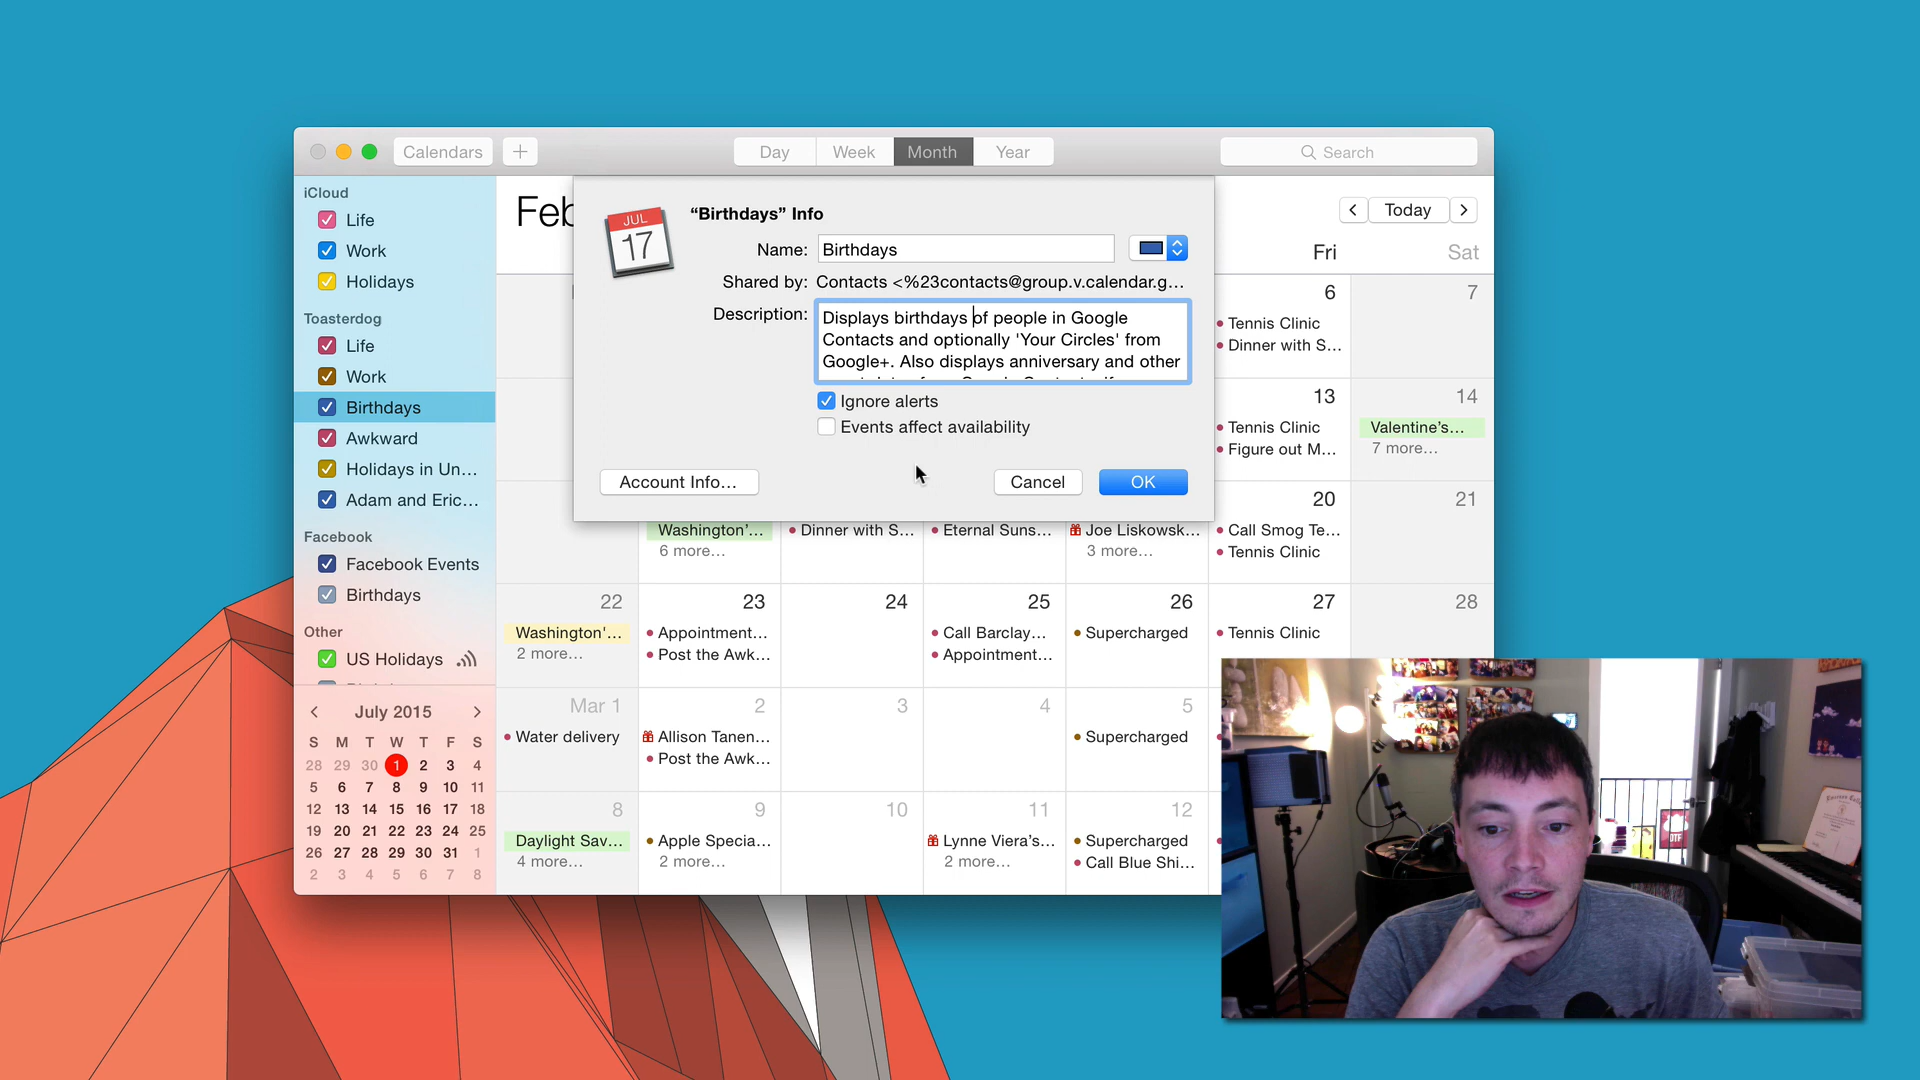 Calendars
+
Day
Week
Month
Year
Search
iCloud
Life
Work
Holidays
Toasterdog
Life
Work
Birthdays
Awkward
Holidays in Un...
Adam and Eric...
Facebook
Facebook Events
Birthdays
Other
US Holidays
July 2015
S M T W T F S
28 29 30 1 2 3 4
5 6 7 8 9 10 11
12 13 14 15 16 17 18
19 20 21 22 23 24 25
26 27 28 29 30 31 1
2 3 4 5 6 7 8
Feb
Today
Fri
Sat
JUL
17
“Birthdays” Info
Name: Birthdays
Shared by: Contacts <%23contacts@group.v.calendar.g...
Description: Displays birthdays of people in Google
Contacts and optionally 'Your Circles' from
Google+. Also displays anniversary and other
Ignore alerts
Events affect availability
Account Info...
Cancel
OK
6
Tennis Clinic
Dinner with S...
7
13
Tennis Clinic
Figure out M...
14
Valentine's...
7 more...
Washington'...
6 more...
Dinner with S...
Eternal Suns...
Joe Liskowsk...
3 more...
20
Call Smog Te...
Tennis Clinic
21
22
Washington'...
2 more...
23
Appointment...
Post the Awk...
24
25
Call Barclay...
Appointment...
26
Supercharged
27
Tennis Clinic
28
Mar 1
Water delivery
2
Allison Tanen...
Post the Awk...
3
4
5
Supercharged
8
Daylight Sav...
4 more...
9
Apple Specia...
2 more...
10
11
Lynne Viera's...
2 more...
12
Supercharged
Call Blue Shi...